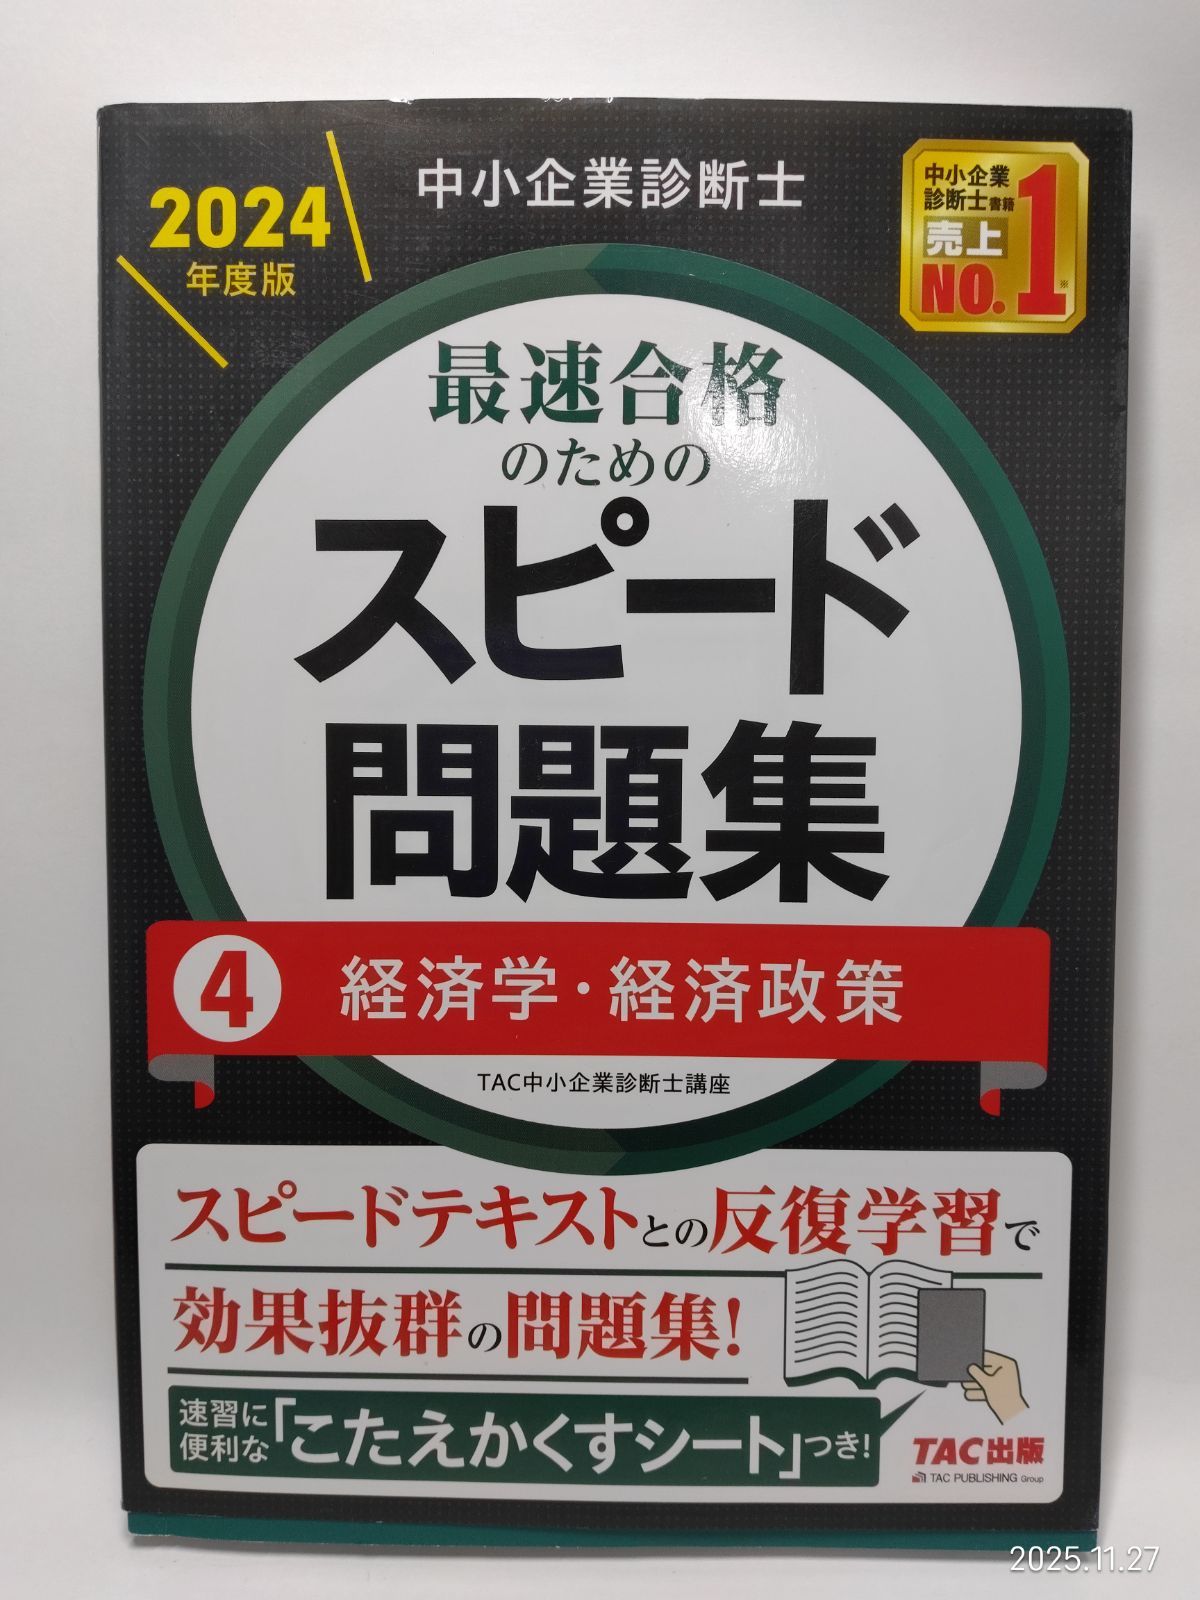 2024
年度版
中小企業診断士
中小企業
診断士書籍
売上
NO.1※
最速合格
のための
スピード
問題集
4 経済学・経済政策
TAC中小企業診断士講座
スピードテキストとの反復学習で
効果抜群の問題集!
速習に
便利な「こたえかくすシート」つき!
TAC出版
TAC PUBLISHING Group
2025.11.27